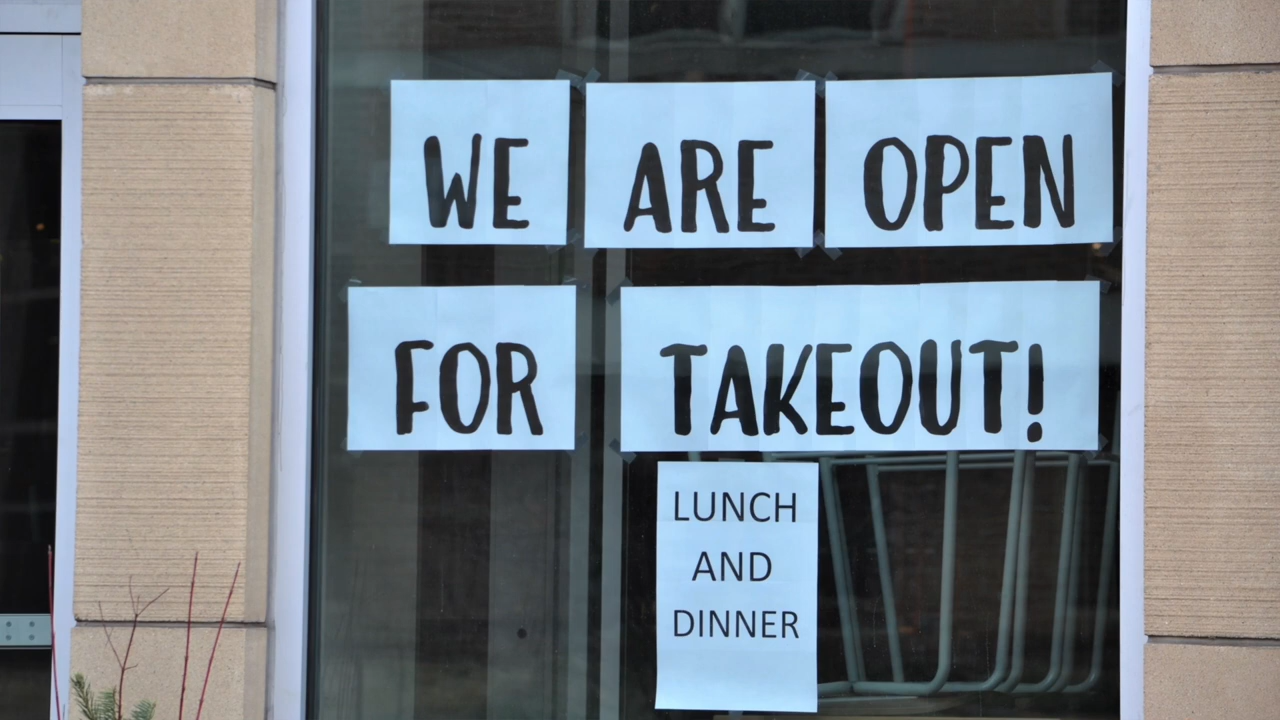 WE ARE OPEN
FOR TAKEOUT!
LUNCH
AND
DINNER